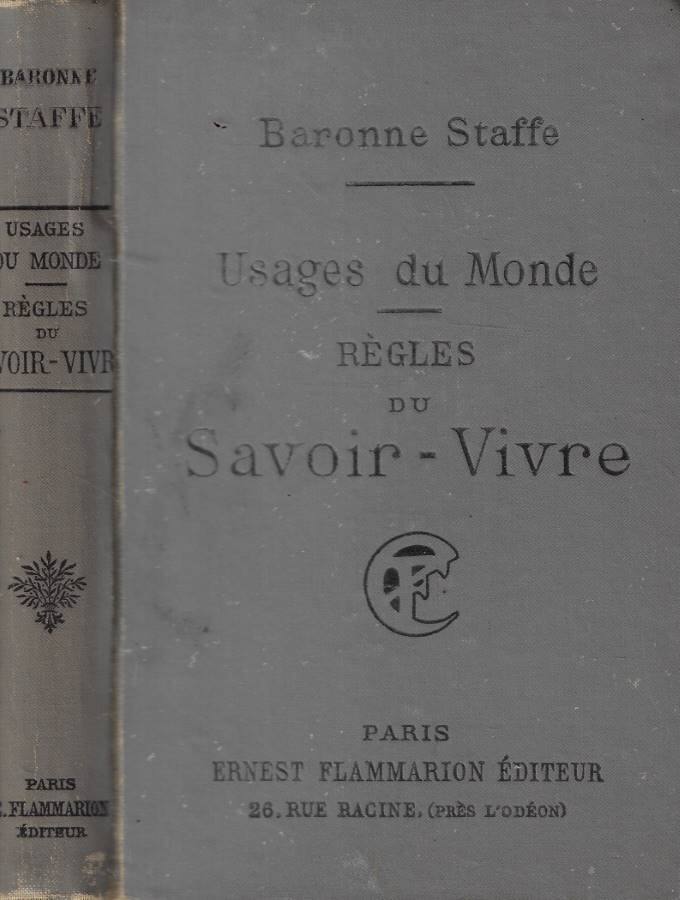 BARONNE
STAFFE
USAGES
DU MONDE
RÈGLES
DU
VOIR-VIVR
PARIS
E. FLAMMARION
ÉDITEUR
Baronne Staffe
Usages du Monde
RÈGLES
DU
Savoir-Vivre
PARIS
ERNEST FLAMMARION ÉDITEUR
26, RUE RACINE, (PRÈS L'ODÉON)